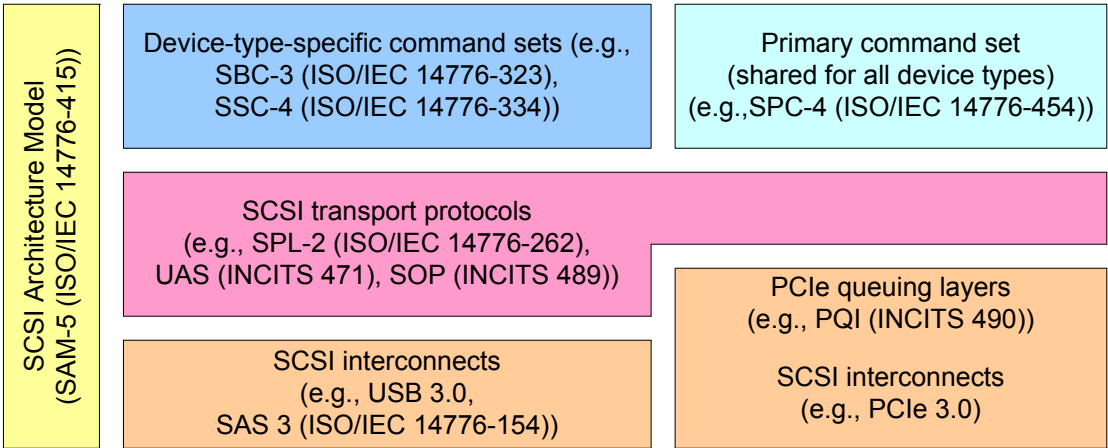 SCSI Architecture Model
(SAM-5 (ISO/IEC 14776-415))
Device-type-specific command sets (e.g.,
SBC-3 (ISO/IEC 14776-323),
SSC-4 (ISO/IEC 14776-334))
Primary command set
(shared for all device types)
(e.g.,SPC-4 (ISO/IEC 14776-454))
SCSI transport protocols
(e.g., SPL-2 (ISO/IEC 14776-262),
UAS (INCITS 471), SOP (INCITS 489))
SCSI interconnects
(e.g., USB 3.0,
SAS 3 (ISO/IEC 14776-154))
PCIe queuing layers
(e.g., PQI (INCITS 490))
SCSI interconnects
(e.g., PCIe 3.0)